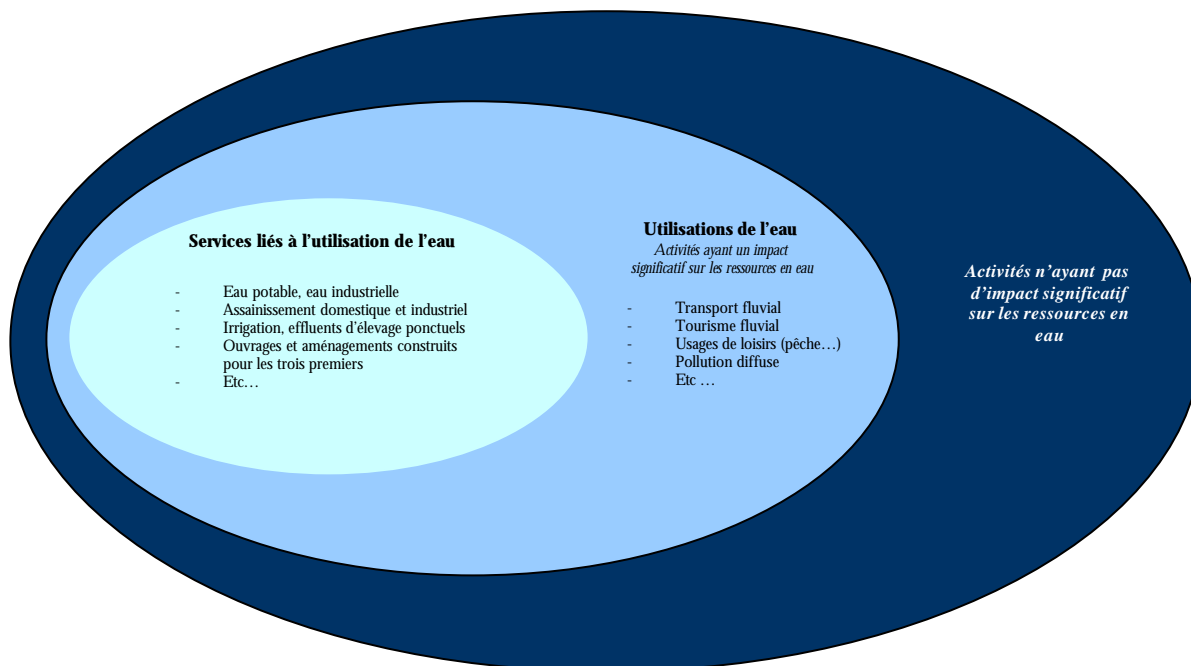 Services liés à l'utilisation de l'eau
- Eau potable, eau industrielle
- Assainissement domestique et industriel
- Irrigation, effluents d'élevage ponctuels
- Ouvrages et aménagements construits
pour les trois premiers
- Etc…
Utilisations de l'eau
Activités ayant un impact
significatif sur les ressources en eau
- Transport fluvial
- Tourisme fluvial
- Usages de loisirs (pêche…)
- Pollution diffuse
- Etc …
Activités n'ayant pas
d'impact significatif
sur les ressources en
eau